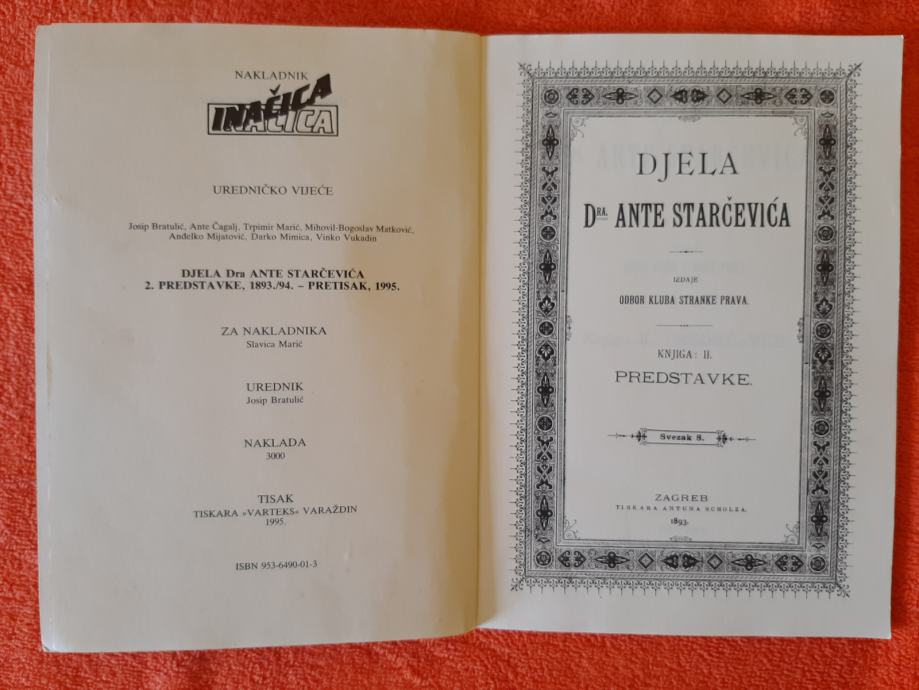 NAKLADNIK
INAČICA
UREDNIČKO VIJEĆE
Josip Bratulić, Ante Čagalj, Trpimir Marić, Mihovil-Bogoslav Matković,
Anđelko Mijatović, Darko Mimica, Vinko Vukadin
DJELA Dra ANTE STARČEVIĆA
2. PREDSTAVKE, 1893./94. – PRETISAK, 1995.
ZA NAKLADNIKA
Slavica Marić
UREDNIK
Josip Bratulić
NAKLADA
3000
TISAK
TISKARA »VARTEKS« VARAŽDIN
1995.
ISBN 953-6490-01-3
DJELA
DRA. ANTE STARČEVIĆA
IZDAJE
ODBOR KLUBA STRANKE PRAVA.
KNJIGA: II.
PREDSTAVKE.
Svezak 8.
ZAGREB
TISKARA ANTUNA SCHOLZA.
1893.